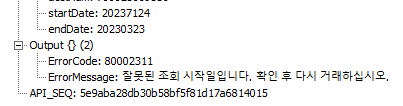 startDate: 20237124
endDate: 20230323
Output {} (2)
ErrorCode: 80002311
ErrorMessage: 잘못된 조회 시작일입니다. 확인 후 다시 거래하십시오.
API_SEQ: 5e9aba28db30b58bf5f81d17a6814015